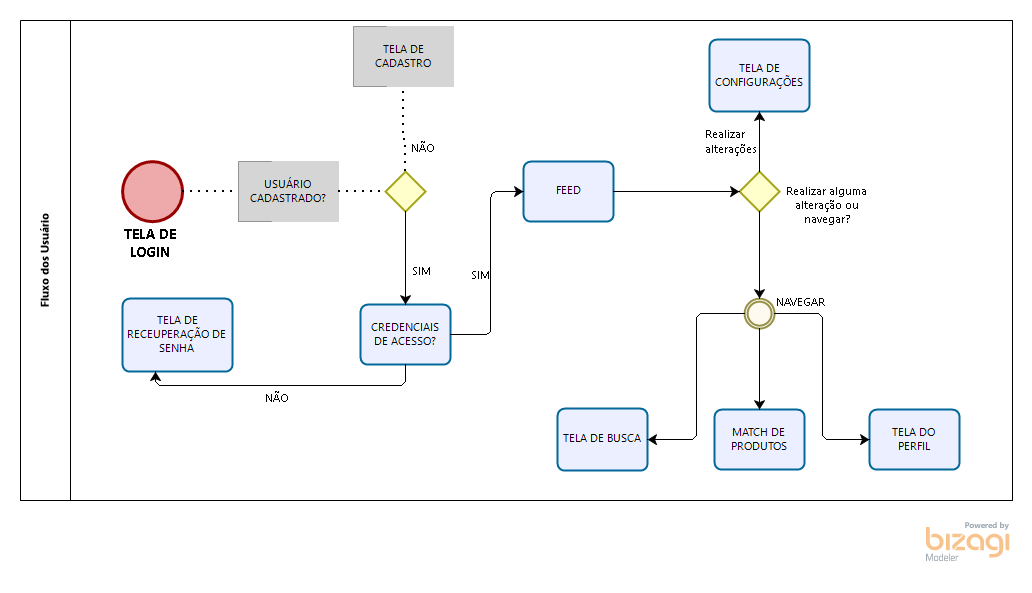 Fluxo dos Usuário
TELA DE
CADASTRO
NÃO
USUÁRIO
CADASTRADO?
TELA DE
LOGIN
SIM
CREDENCIAIS
DE ACESSO?
NÃO
TELA DE
RECEUPERAÇÃO DE
SENHA
SIM
FEED
Realizar alguma
alteração ou
navegar?
Realizar
alterações
TELA DE
CONFIGURAÇÕES
NAVEGAR
TELA DE BUSCA
MATCH DE
PRODUTOS
TELA DO
PERFIL
Powered by
bizagi
Modeler